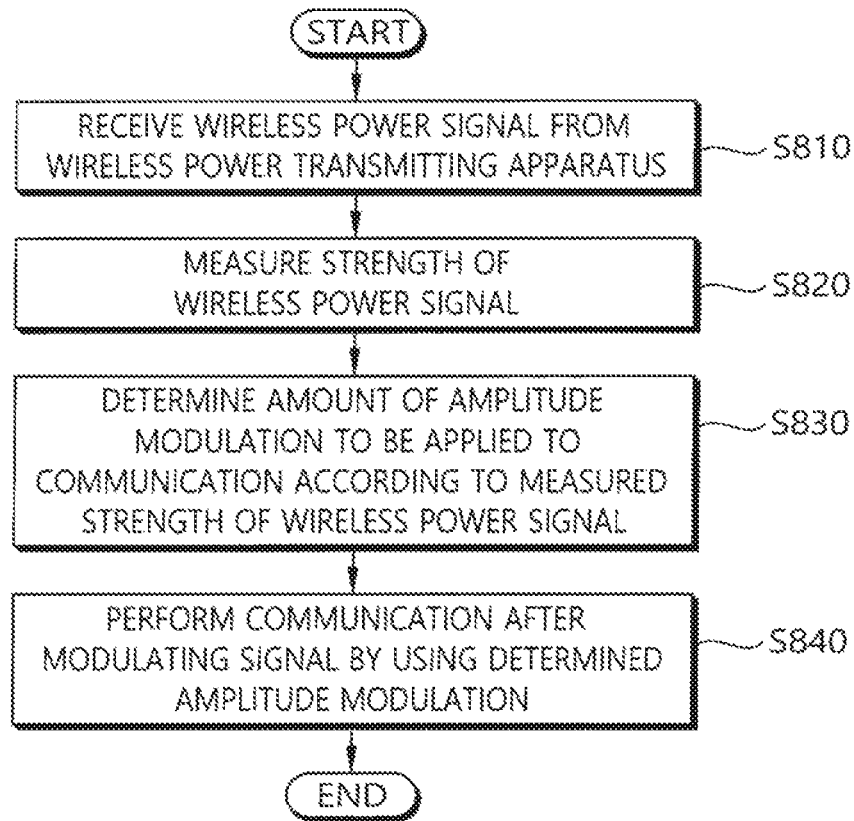 START
RECEIVE WIRELESS POWER SIGNAL FROM
WIRELESS POWER TRANSMITTING APPARATUS
S810
MEASURE STRENGTH OF
WIRELESS POWER SIGNAL
S820
DETERMINE AMOUNT OF AMPLITUDE
MODULATION TO BE APPLIED TO
COMMUNICATION ACCORDING TO MEASURED
STRENGTH OF WIRELESS POWER SIGNAL
S830
PERFORM COMMUNICATION AFTER
MODULATING SIGNAL BY USING DETERMINED
AMPLITUDE MODULATION
S840
END